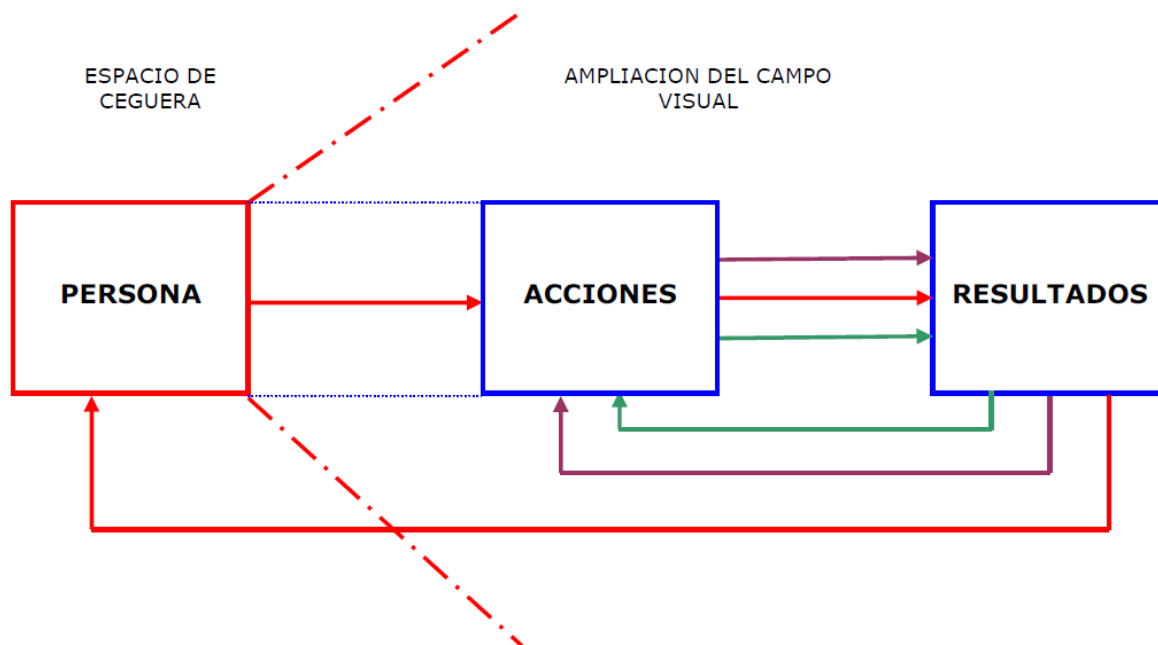 ESPACIO DE
CEGUERA
AMPLIACION DEL CAMPO
VISUAL
PERSONA
ACCIONES
RESULTADOS